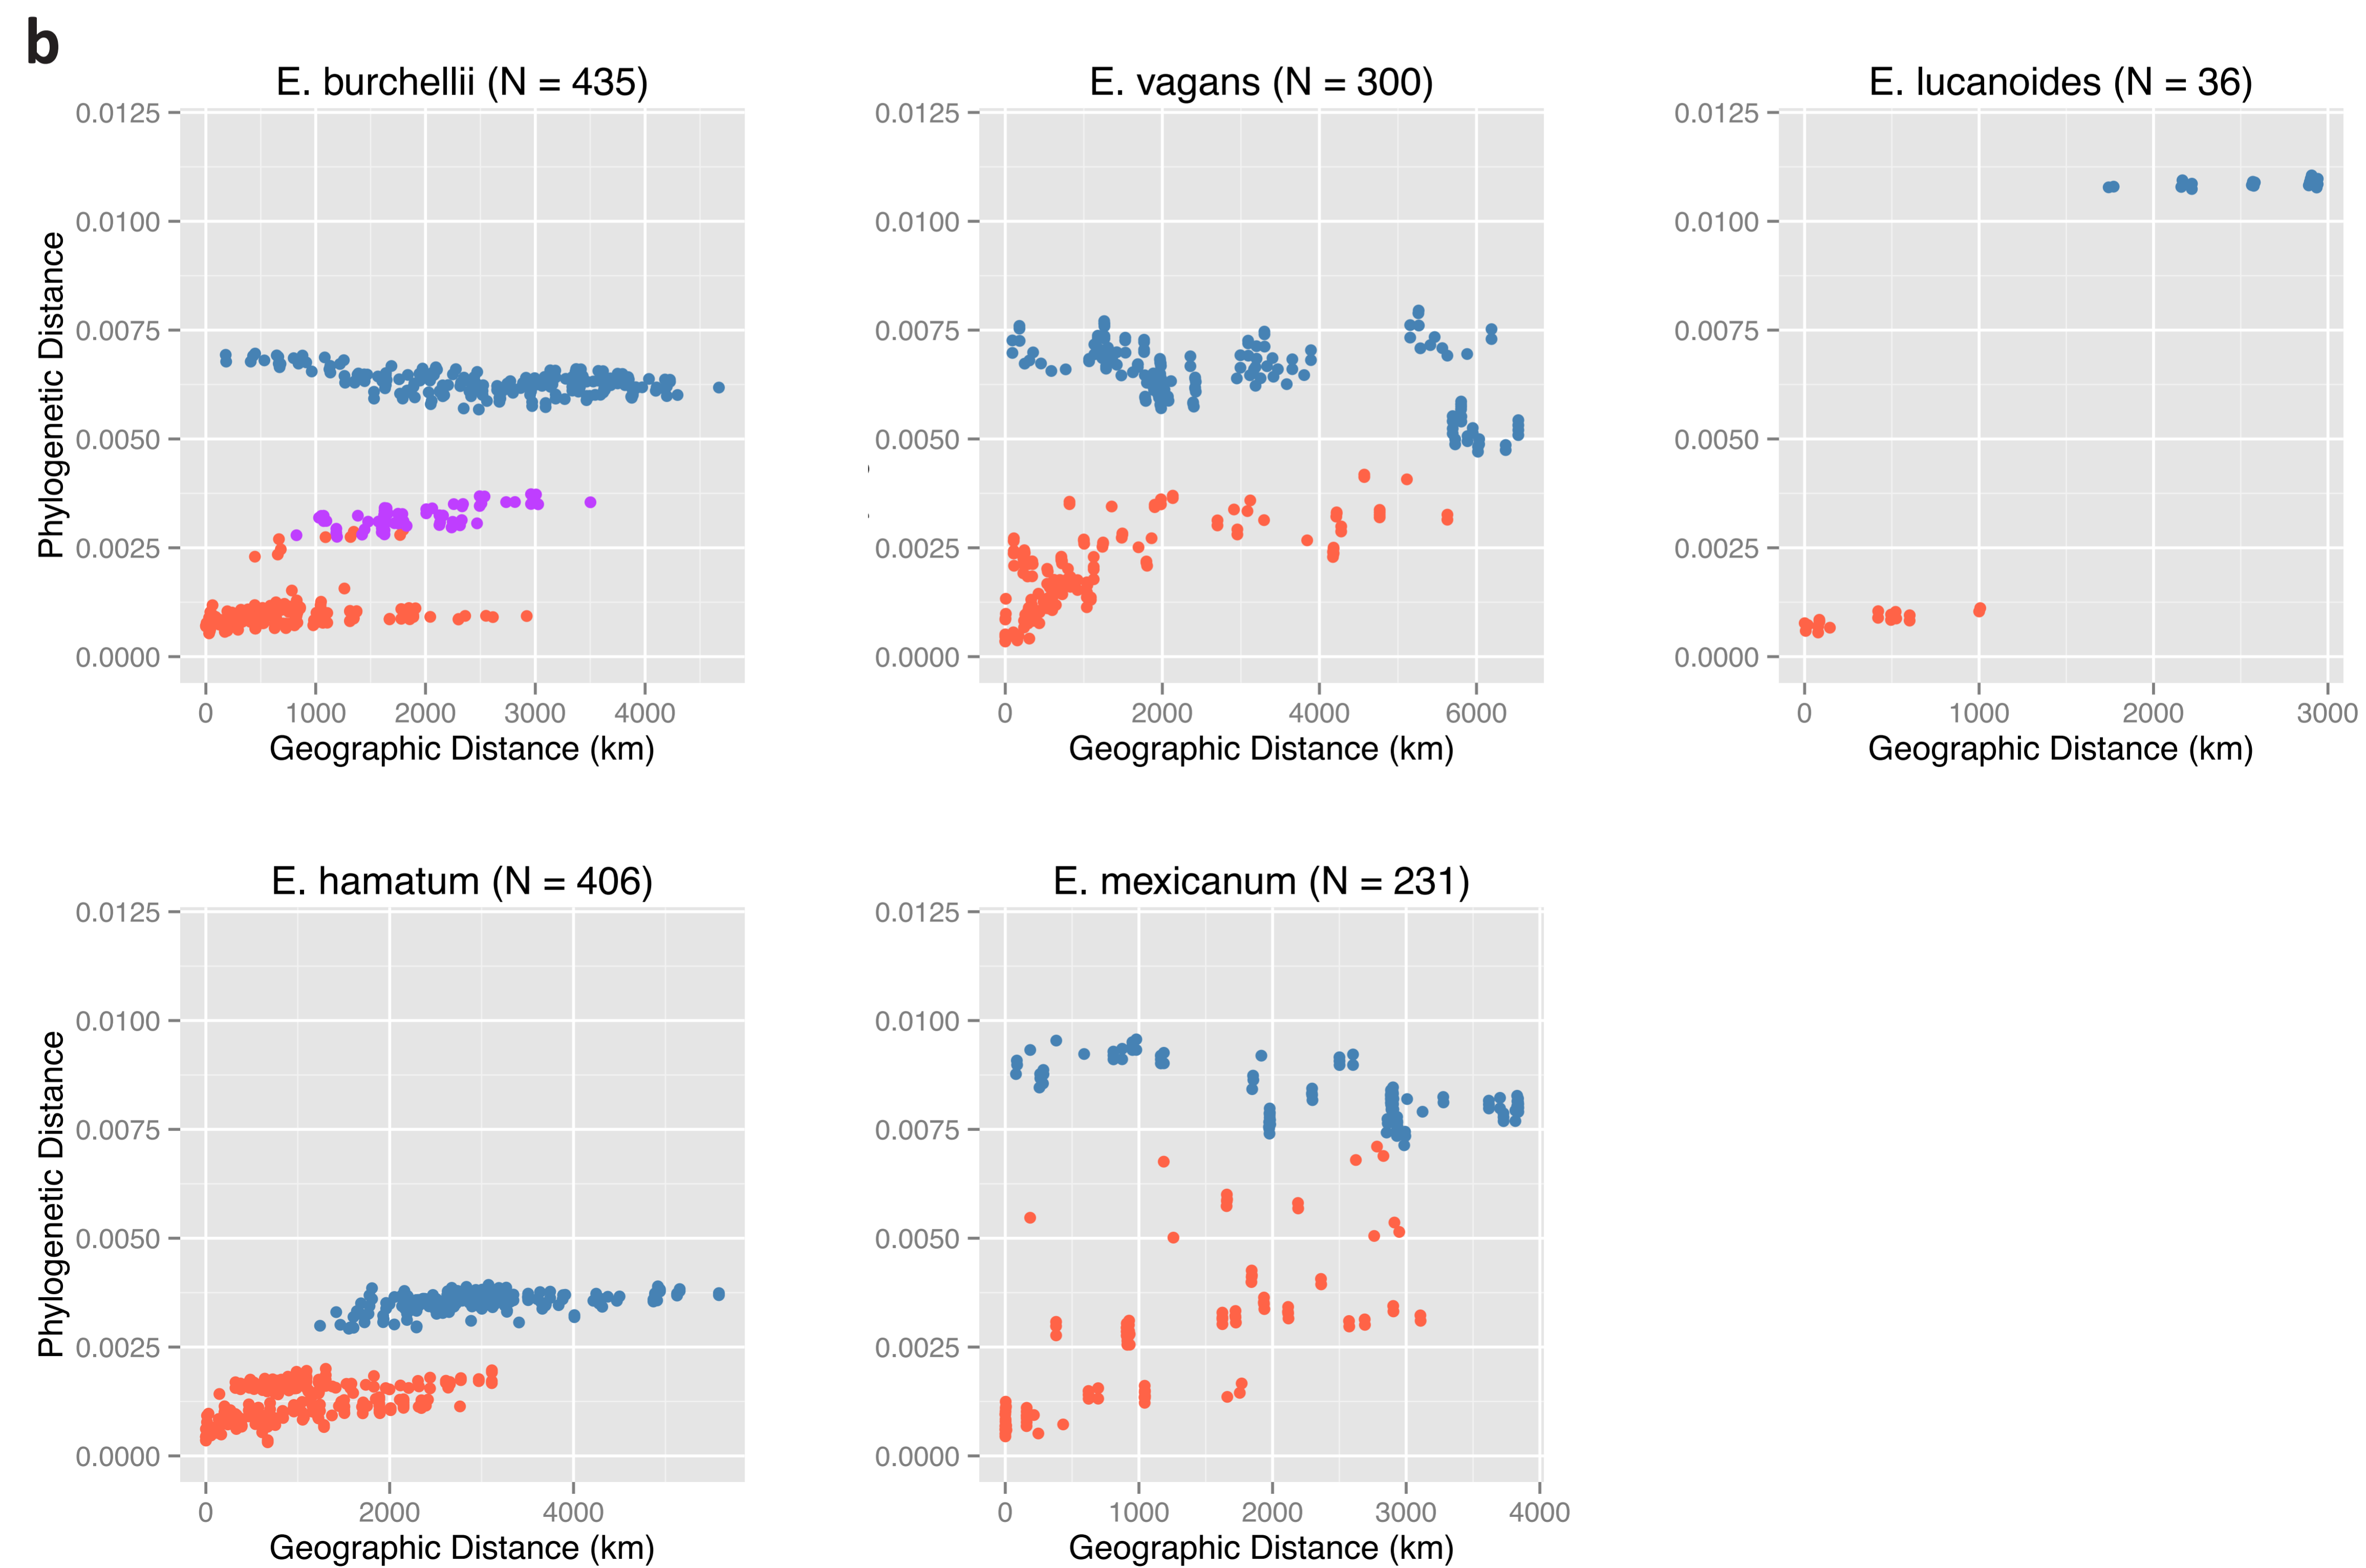 b
E. burchellii (N = 435)
E. vagans (N = 300)
E. lucanoides (N = 36)
Phylogenetic Distance
0.0125
0.0100
0.0075
0.0050
0.0025
0.0000
0 1000 2000 3000 4000
Geographic Distance (km)
0.0125
0.0100
0.0075
0.0050
0.0025
0.0000
0 2000 4000 6000
Geographic Distance (km)
0.0125
0.0100
0.0075
0.0050
0.0025
0.0000
0 1000 2000 3000
Geographic Distance (km)
E. hamatum (N = 406)
E. mexicanum (N = 231)
Phylogenetic Distance
0.0125
0.0100
0.0075
0.0050
0.0025
0.0000
0 2000 4000
Geographic Distance (km)
0.0125
0.0100
0.0075
0.0050
0.0025
0.0000
0 1000 2000 3000 4000
Geographic Distance (km)